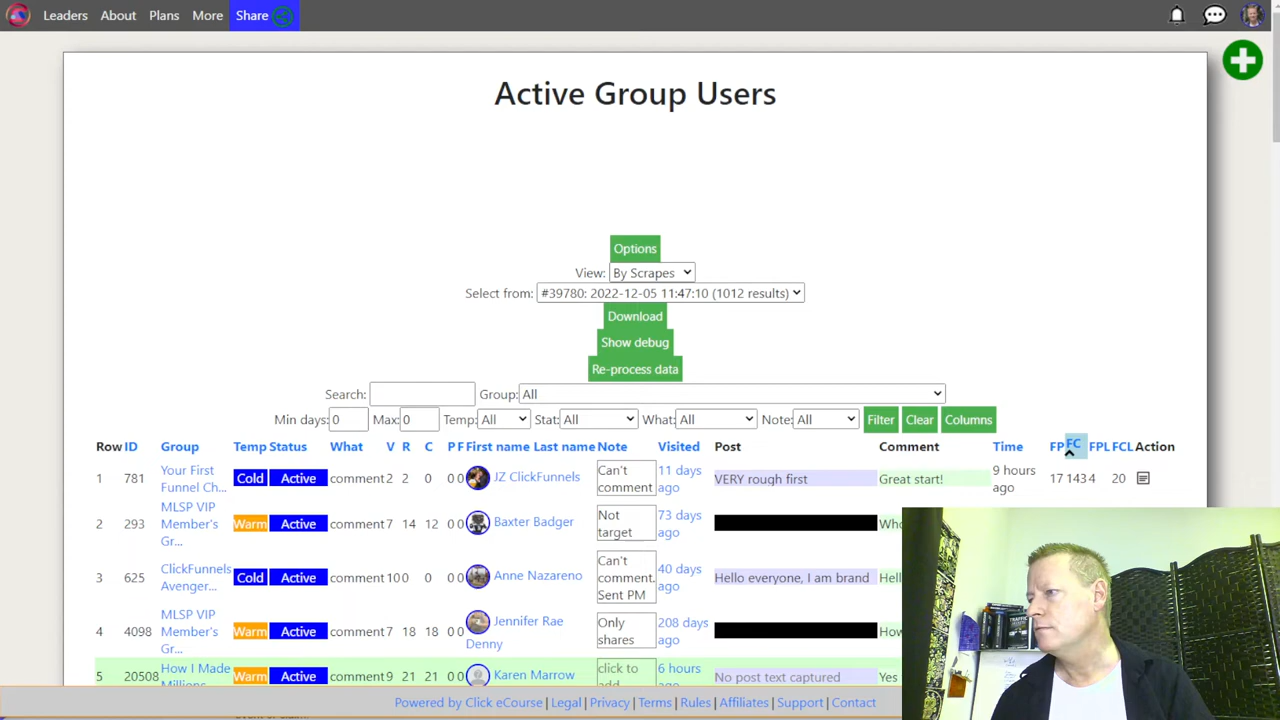 Leaders About Plans More Share
Active Group Users
Options
View: By Scrapes
Select from: #39780: 2022-12-05 11:47:10 (1012 results)
Download
Show debug
Re-process data
Search: Group: All
Min days: 0 Max: 0 Temp: All Stat: All What: All Note: All Filter Clear Columns
Row ID Group Temp Status What V R C P F First name Last name Note Visited Post Comment Time FP FC FPL FCL Action
1 781 Your First Funnel Ch... Cold Active comment 2 2 0 JZ ClickFunnels Can't comment 11 days ago VERY rough first Great start! 9 hours ago 17 1434 20
2 293 MLSP VIP Member's Gr... Warm Active comment 7 14 12 0 0 Baxter Badger Not target 73 days ago
3 625 ClickFunnels Avenger... Cold Active comment 10 0 0 Anne Nazareno Can't comment. Sent PM 40 days ago Hello everyone, I am brand
4 4098 MLSP VIP Member's Gr... Warm Active comment 7 18 18 0 0 Jennifer Rae Denny Only shares 208 days ago
5 20508 How I Made Millions Warm Active comment 9 21 21 0 0 Karen Marrow click to add 6 hours No post text captured Yes
Powered by Click eCourse | Legal | Privacy | Terms | Rules | Affiliates | Support | Contact
TRAFFIC